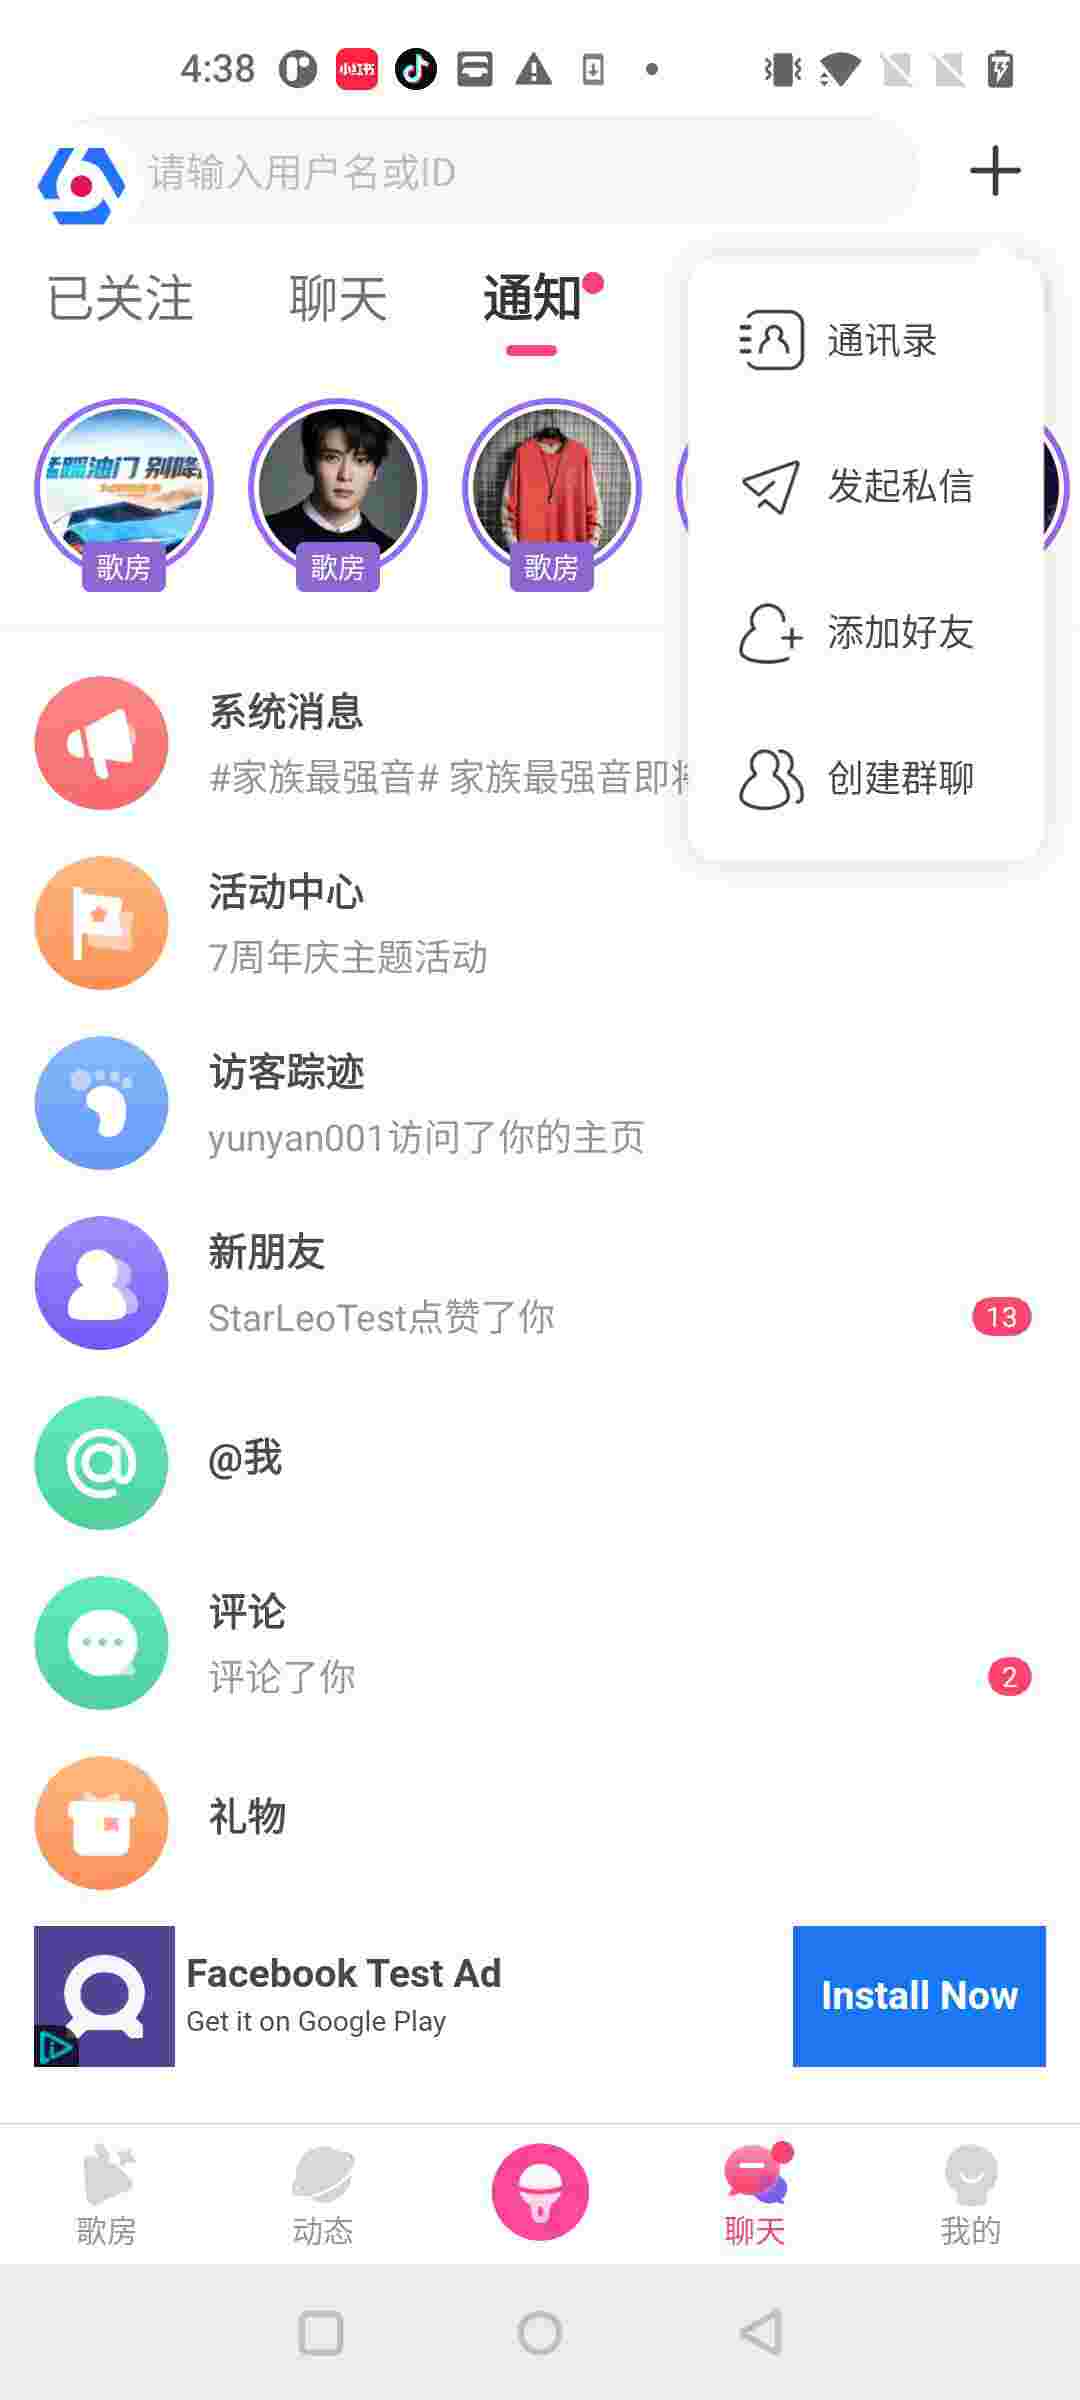 4:38
小红书
请输入用户名或ID
已关注
聊天
通知
通讯录
发起私信
添加好友
创建群聊
猛踩油门 别降
歌房
歌房
歌房
系统消息
#家族最强音# 家族最强音即将
活动中心
7周年庆主题活动
访客踪迹
yunyan001访问了你的主页
新朋友
StarLeoTest点赞了你
13
@我
评论
评论了你
2
礼物
Facebook Test Ad
Get it on Google Play
Install Now
歌房
动态
聊天
我的